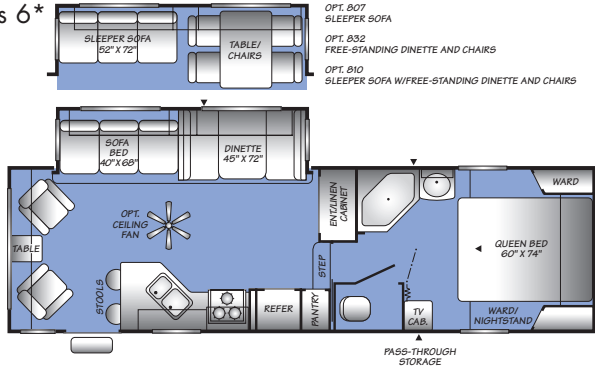 s 6*
OPT. 807
SLEEPER SOFA
OPT. 832
FREE-STANDING DINETTE AND CHAIRS
OPT. 810
SLEEPER SOFA W/FREE-STANDING DINETTE AND CHAIRS
SLEEPER SOFA
52" X 72"
TABLE/
CHAIRS
SOFA
BED
40"X 68"
DINETTE
45" X 72"
OPT.
CEILING
FAN
TABLE
STOOLS
ENT/LINEN
CABINET
STEP
REFER
PANTRY
TV
CAB.
WARD
QUEEN BED
60" X 74"
WARD/
NIGHTSTAND
PASS-THROUGH
STORAGE